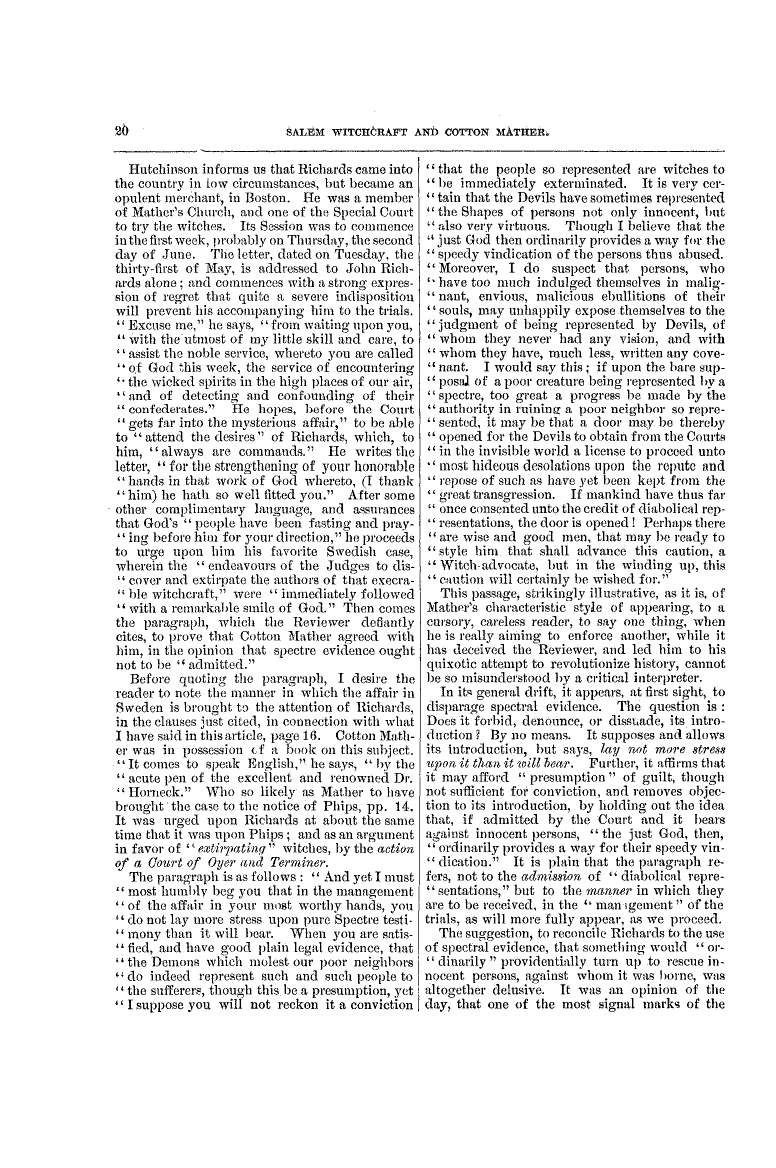 20
SALEM WITCHCRAFT AND COTTON MATHER.
Hutchinson informs us that Richards came into
the country in low circumstances, but became an
opulent merchant, in Boston. He was a member
of Mather's Church, and one of the Special Court
to try the witches. Its Session was to commence
in the first week, probably on Thursday, the second
day of June. The letter, dated on Tuesday, the
thirty-first of May, is addressed to John Rich-
ards alone; and commences with a strong expres-
sion of regret that quite a severe indisposition
will prevent his accompanying him to the trials.
"Excuse me," he says, "from waiting upon you,
"with the utmost of my little skill and care, to
"assist the noble service, whereto you are called
"of God this week, the service of encountering
"the wicked spirits in the high places of our air,
"and of detecting and confounding of their
"confederates." He hopes, before the Court
"gets far into the mysterious affair," to be able
to "attend the desires" of Richards, which, to
him, "always are commands." He writes the
letter, "for the strengthening of your honorable
"hands in that work of God whereto, (I thank
"him) he hath so well fitted you." After some
other complimentary language, and assurances
that God's "people have been fasting and pray-
"ing before him for your direction," he proceeds
to urge upon him his favorite Swedish case,
wherein the "endeavours of the Judges to dis-
"cover and extirpate the authors of that execra-
"ble witchcraft," were "immediately followed
"with a remarkable smile of God." Then comes
the paragraph, which the Reviewer defiantly
cites, to prove that Cotton Mather agreed with
him, in the opinion that spectre evidence ought
not to be "admitted."
Before quoting the paragraph, I desire the
reader to note the manner in which the affair in
Sweden is brought to the attention of Richards,
in the clauses just cited, in connection with what
I have said in this article, page 16. Cotton Math-
er was in possession of a book on this subject.
"It comes to speak English," he says, "by the
"acute pen of the excellent and renowned Dr.
"Horneck." Who so likely as Mather to have
brought the case to the notice of Phips, pp. 14.
It was urged upon Richards at about the same
time that it was upon Phips; and as an argument
in favor of "extirpating" witches, by the action
of a Court of Oyer and Terminer.
The paragraph is as follows: "And yet I must
"most humbly beg you that in the management
"of the affair in your most worthy hands, you
"do not lay more stress upon pure Spectre testi-
"mony than it will bear. When you are satis-
"fied, and have good plain legal evidence, that
"the Demons which molest our poor neighbors
"do indeed represent such and such people to
"the sufferers, though this be a presumption, yet
"I suppose you will not reckon it a conviction
"that the people so represented are witches to
"be immediately exterminated. It is very cer-
"tain that the Devils have sometimes represented
"the Shapes of persons not only innocent, but
"also very virtuous. Though I believe that the
"just God then ordinarily provides a way for the
"speedy vindication of the persons thus abused.
"Moreover, I do suspect that persons, who
"have too much indulged themselves in malig-
"nant, envious, malicious ebullitions of their
"souls, may unhappily expose themselves to the
"judgment of being represented by Devils, of
"whom they never had any vision, and with
"whom they have, much less, written any cove-
"nant. I would say this; if upon the bare sup-
"posal of a poor creature being represented by a
"spectre, too great a progress be made by the
"authority in ruining a poor neighbor so repre-
"sented, it may be that a door may be thereby
"opened for the Devils to obtain from the Courts
"in the invisible world a license to proceed unto
"most hideous desolations upon the repute and
"repose of such as have yet been kept from the
"great transgression. If mankind have thus far
"once consented unto the credit of diabolical rep-
"resentations, the door is opened! Perhaps there
"are wise and good men, that may be ready to
"style him that shall advance this caution, a
"Witch-advocate, but in the winding up, this
"caution will certainly be wished for."
This passage, strikingly illustrative, as it is, of
Mather's characteristic style of appearing, to a
cursory, careless reader, to say one thing, when
he is really aiming to enforce another, while it
has deceived the Reviewer, and led him to his
quixotic attempt to revolutionize history, cannot
be so misunderstood by a critical interpreter.
In its general drift, it appears, at first sight, to
disparage spectral evidence. The question is:
Does it forbid, denounce, or dissuade, its intro-
duction? By no means. It supposes and allows
its introduction, but says, lay not more stress
upon it than it will bear. Further, it affirms that
it may afford "presumption" of guilt, though
not sufficient for conviction, and removes objec-
tion to its introduction, by holding out the idea
that, if admitted by the Court and it bears
against innocent persons, "the just God, then,
"ordinarily provides a way for their speedy vin-
"dication." It is plain that the paragraph re-
fers, not to the admission of "diabolical repre-
"sentations," but to the manner in which they
are to be received, in the "management" of the
trials, as will more fully appear, as we proceed.
The suggestion, to reconcile Richards to the use
of spectral evidence, that something would "or-
"dinarily" providentially turn up to rescue in-
nocent persons, against whom it was borne, was
altogether delusive. It was an opinion of the
day, that one of the most signal marks of the